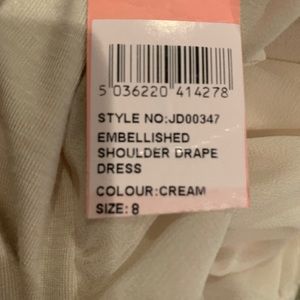 5 036220 414278
STYLE NO:JD00347
EMBELLISHED
SHOULDER DRAPE
DRESS
COLOUR:CREAM
SIZE: 8